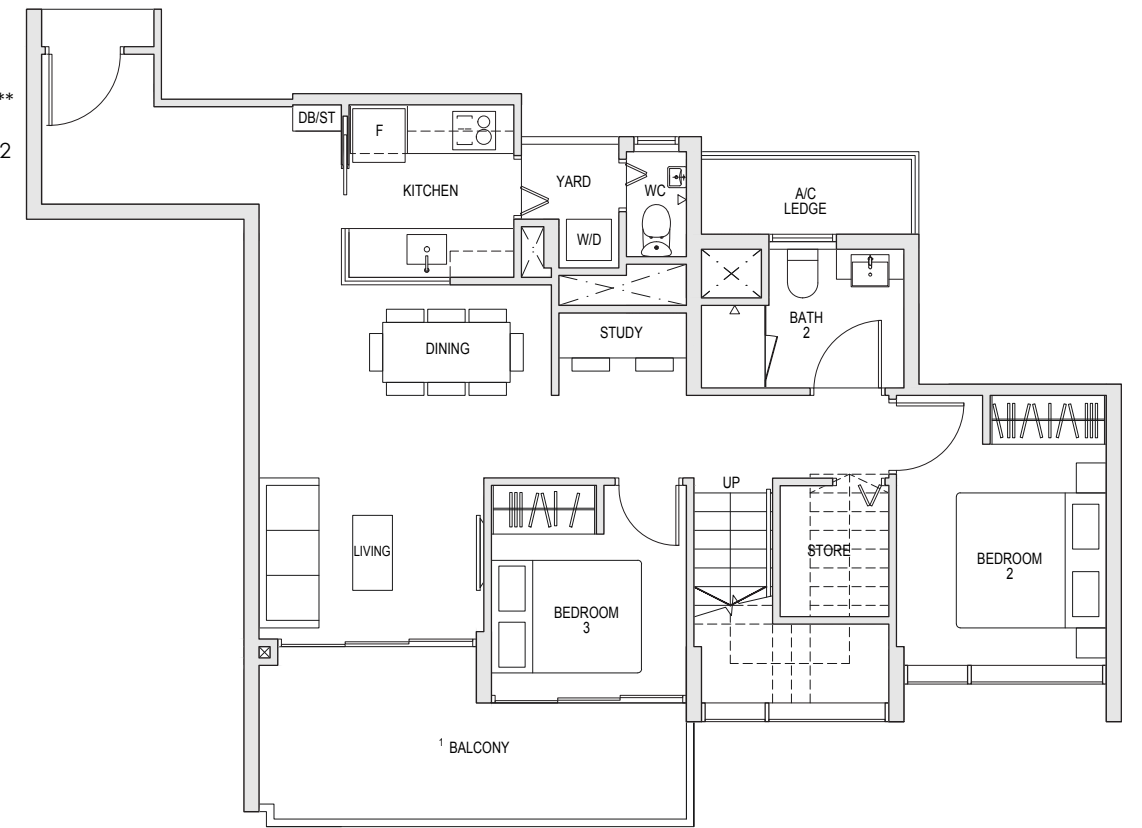 **
2
DB/ST
F
KITCHEN
YARD
WC
W/D
A/C
LEDGE
BATH
2
STUDY
DINING
UP
LIVING
STORE
BEDROOM
2
BEDROOM
3
1 BALCONY